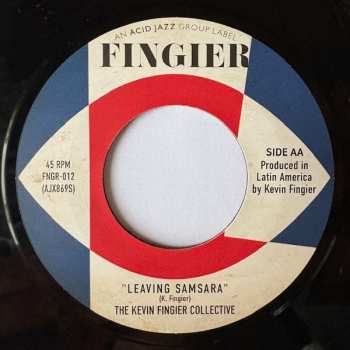 AN ACID JAZZ GROUP LABEL
FINGIER
45 RPM
FNGR-012
(AJX869S)
SIDE AA
Produced in
Latin America
by Kevin Fingier
"LEAVING SAMSARA"
(K. Fingier)
THE KEVIN FINGIER COLLECTIVE